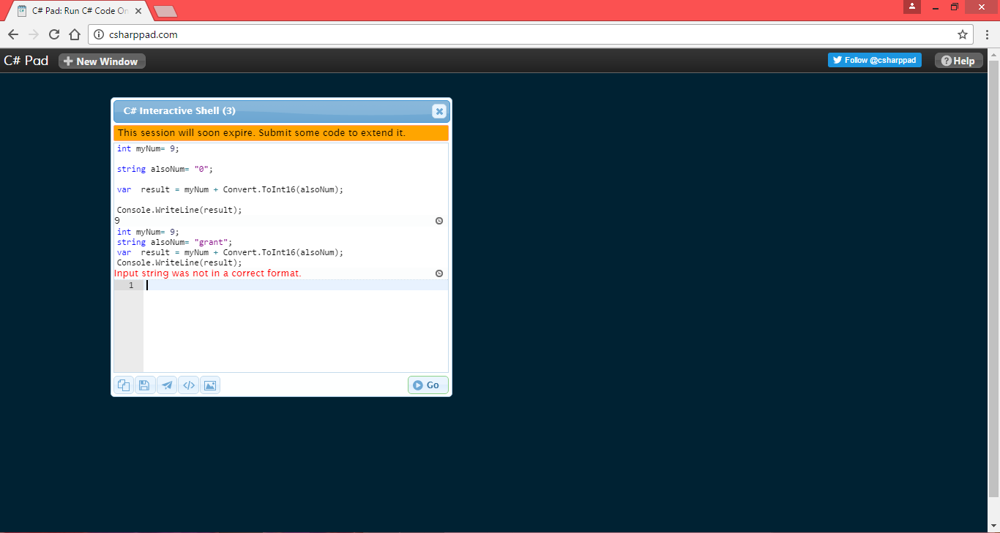 C# Pad: Run C# Code On
csharppad.com
C# Pad
New Window
Follow @csharppad
Help
C# Interactive Shell (3)
This session will soon expire. Submit some code to extend it.
int myNum= 9;
string alsoNum= "0";
var  result = myNum + Convert.ToInt16(alsoNum);
Console.WriteLine(result);
9
int myNum= 9;
string alsoNum= "grant";
var  result = myNum + Convert.ToInt16(alsoNum);
Console.WriteLine(result);
Input string was not in a correct format.
1
Go